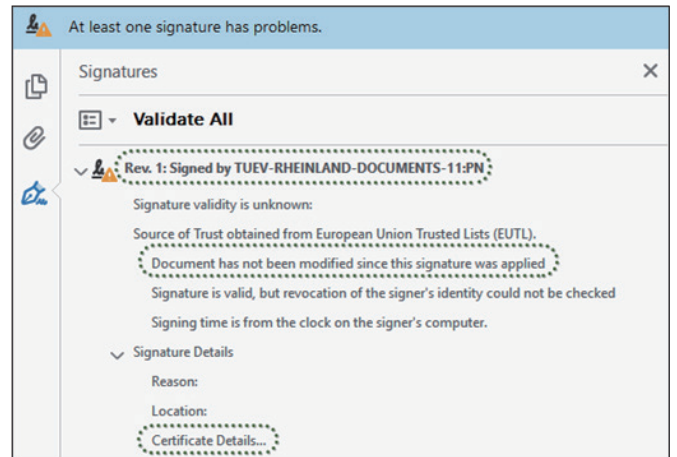 At least one signature has problems.
Signatures
Validate All
Rev. 1: Signed by TUEV-RHEINLAND-DOCUMENTS-11:PN
Signature validity is unknown:
Source of Trust obtained from European Union Trusted Lists (EUTL).
Document has not been modified since this signature was applied
Signature is valid, but revocation of the signer's identity could not be checked
Signing time is from the clock on the signer's computer.
Signature Details
Reason:
Location:
Certificate Details...